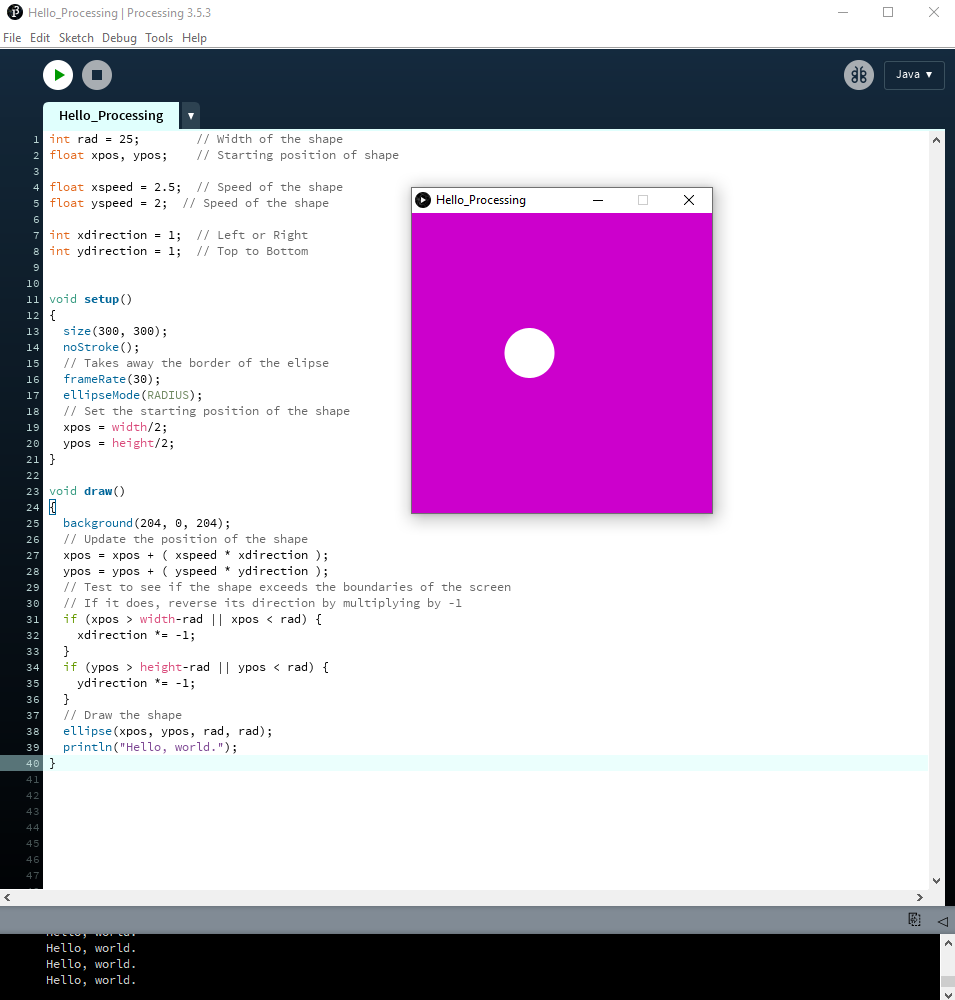 Hello_Processing | Processing 3.5.3
File Edit Sketch Debug Tools Help
Java ▼
Hello_Processing ▼
1 int rad = 25;        // Width of the shape
2 float xpos, ypos;    // Starting position of shape
3
4 float xspeed = 2.5;  // Speed of the shape
5 float yspeed = 2;  // Speed of the shape
6
7 int xdirection = 1;  // Left or Right
8 int ydirection = 1;  // Top to Bottom
9
10
11 void setup()
12 {
13   size(300, 300);
14   noStroke();
15   // Takes away the border of the elipse
16   frameRate(30);
17   ellipseMode(RADIUS);
18   // Set the starting position of the shape
19   xpos = width/2;
20   ypos = height/2;
21 }
22
23 void draw()
24 {
25   background(204, 0, 204);
26   // Update the position of the shape
27   xpos = xpos + ( xspeed * xdirection );
28   ypos = ypos + ( yspeed * ydirection );
29   // Test to see if the shape exceeds the boundaries of the screen
30   // If it does, reverse its direction by multiplying by -1
31   if (xpos > width-rad || xpos < rad) {
32     xdirection *= -1;
33   }
34   if (ypos > height-rad || ypos < rad) {
35     ydirection *= -1;
36   }
37   // Draw the shape
38   ellipse(xpos, ypos, rad, rad);
39   println("Hello, world.");
40 }
41
42
43
44
45
46
47
Hello_Processing
Hello, world.
Hello, world.
Hello, world.
Hello, world.